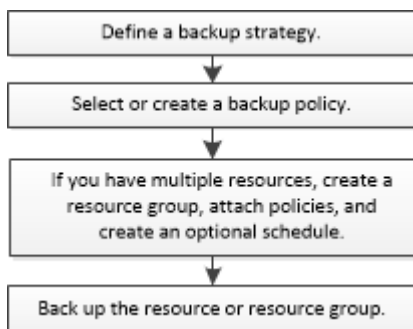 Define a backup strategy.
Select or create a backup policy.
If you have multiple resources, create a
resource group, attach policies, and
create an optional schedule.
Back up the resource or resource group.